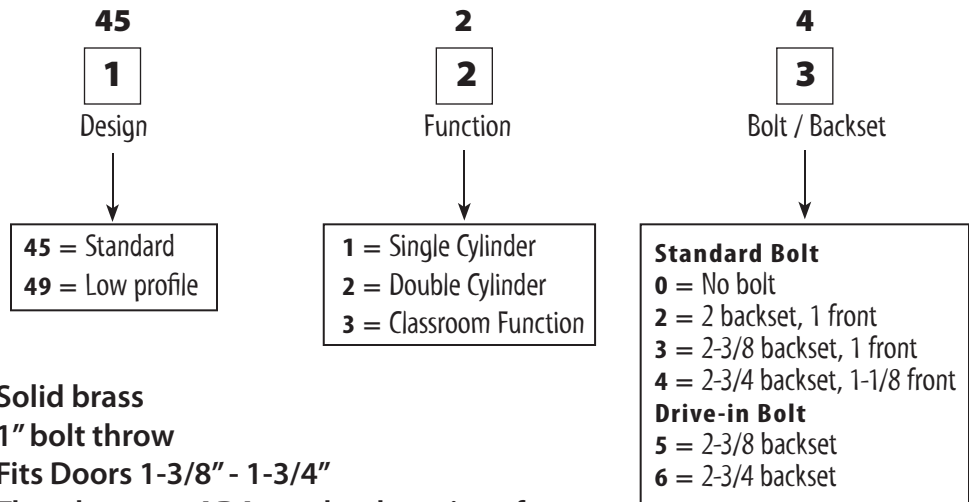 45 2 4
1 2 3
Design Function Bolt / Backset
45 = Standard
49 = Low profile
1 = Single Cylinder
2 = Double Cylinder
3 = Classroom Function
Standard Bolt
0 = No bolt
2 = 2 backset, 1 front
3 = 2-3/8 backset, 1 front
4 = 2-3/4 backset, 1-1/8 front
Drive-in Bolt
5 = 2-3/8 backset
6 = 2-3/4 backset
Solid brass
1” bolt throw
Fits Doors 1-3/8” - 1-3/4”